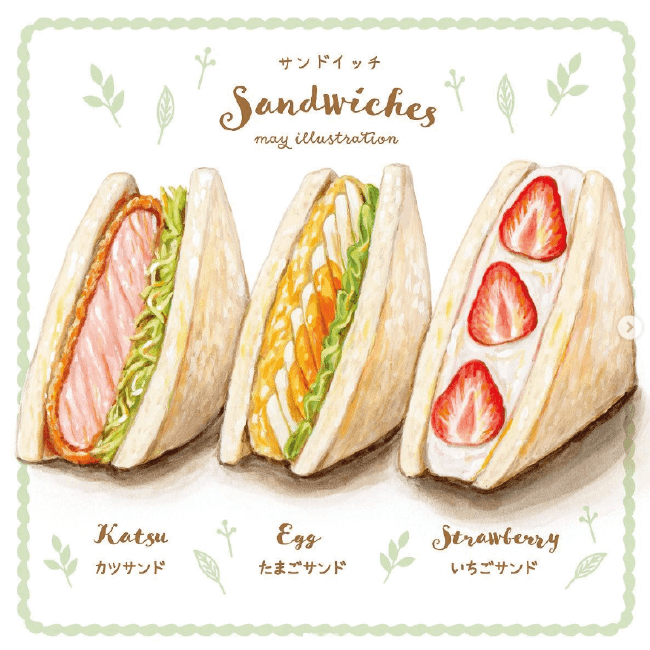 サンドイッチ
Sandwiches
may illustration
Katsu
カツサンド
Egg
たまごサンド
Strawberry
いちごサンド